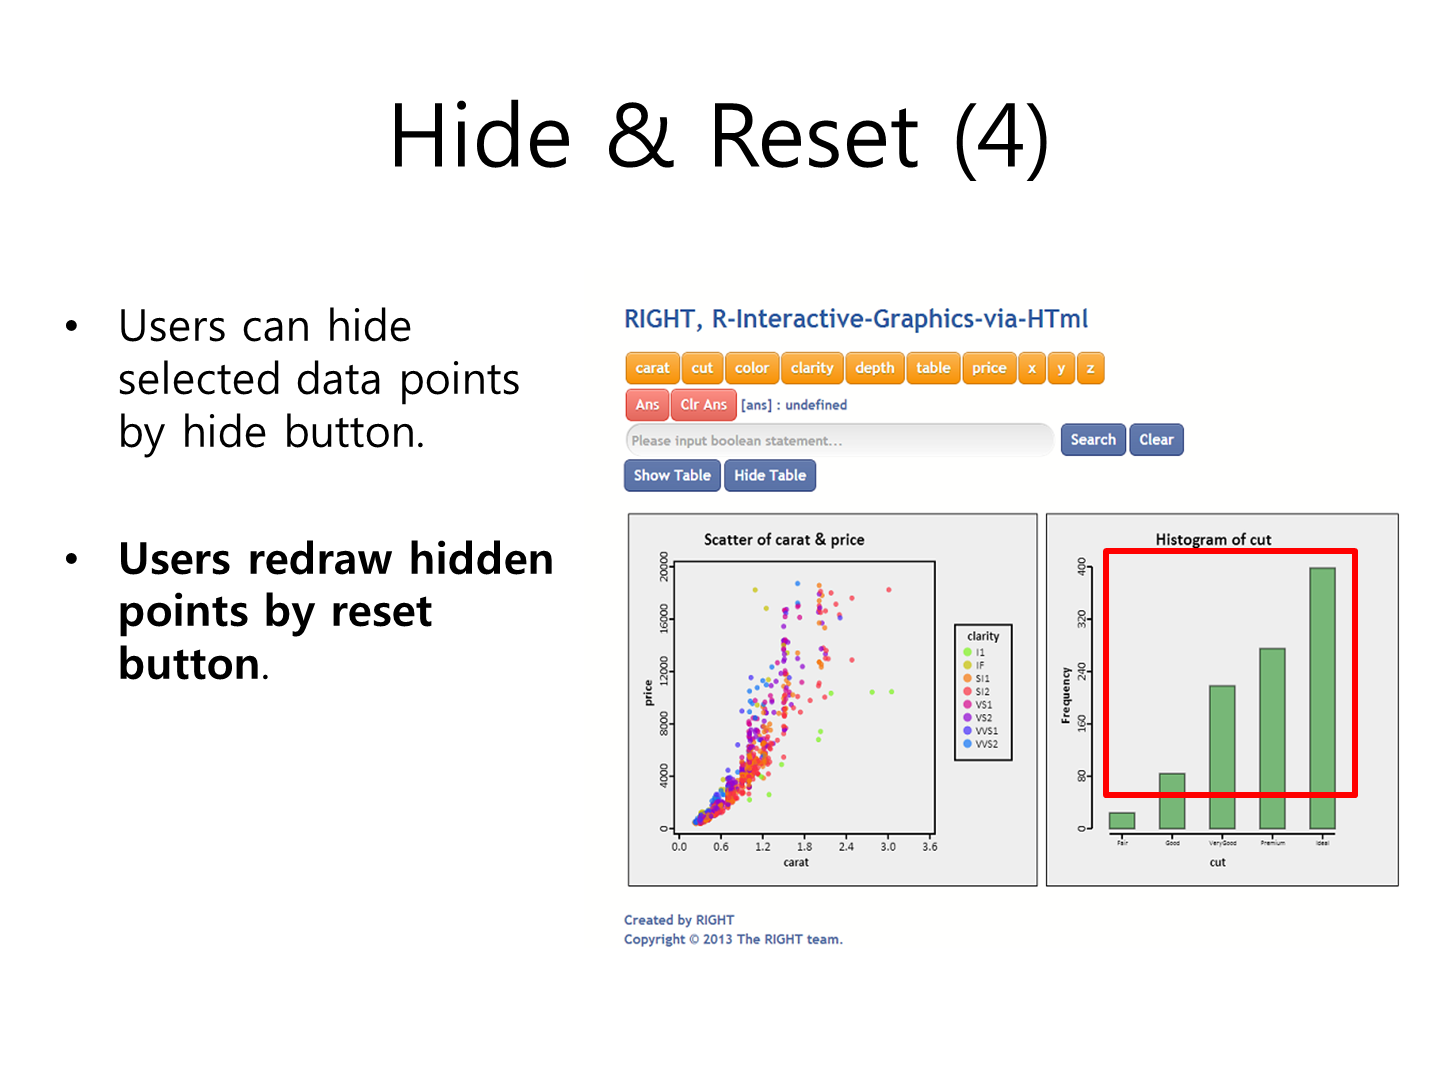 Hide & Reset (4)
• Users can hide
selected data points
by hide button.
• Users redraw hidden
points by reset
button.
RIGHT, R-Interactive-Graphics-via-HTml
carat cut color clarity depth table price x y z
Ans Clr Ans [ans] : undefined
Please input boolean statement... Search Clear
Show Table Hide Table
Scatter of carat & price
price
20000
16000
12000
8000
4000
0
0.0 0.6 1.2 1.8 2.4 3.0 3.6
carat
clarity
I1
IF
SI1
SI2
VS1
VS2
VVS1
VVS2
Histogram of cut
Frequency
400
320
240
160
80
0
Fair Good VeryGood Premium Ideal
cut
Created by RIGHT
Copyright © 2013 The RIGHT team.